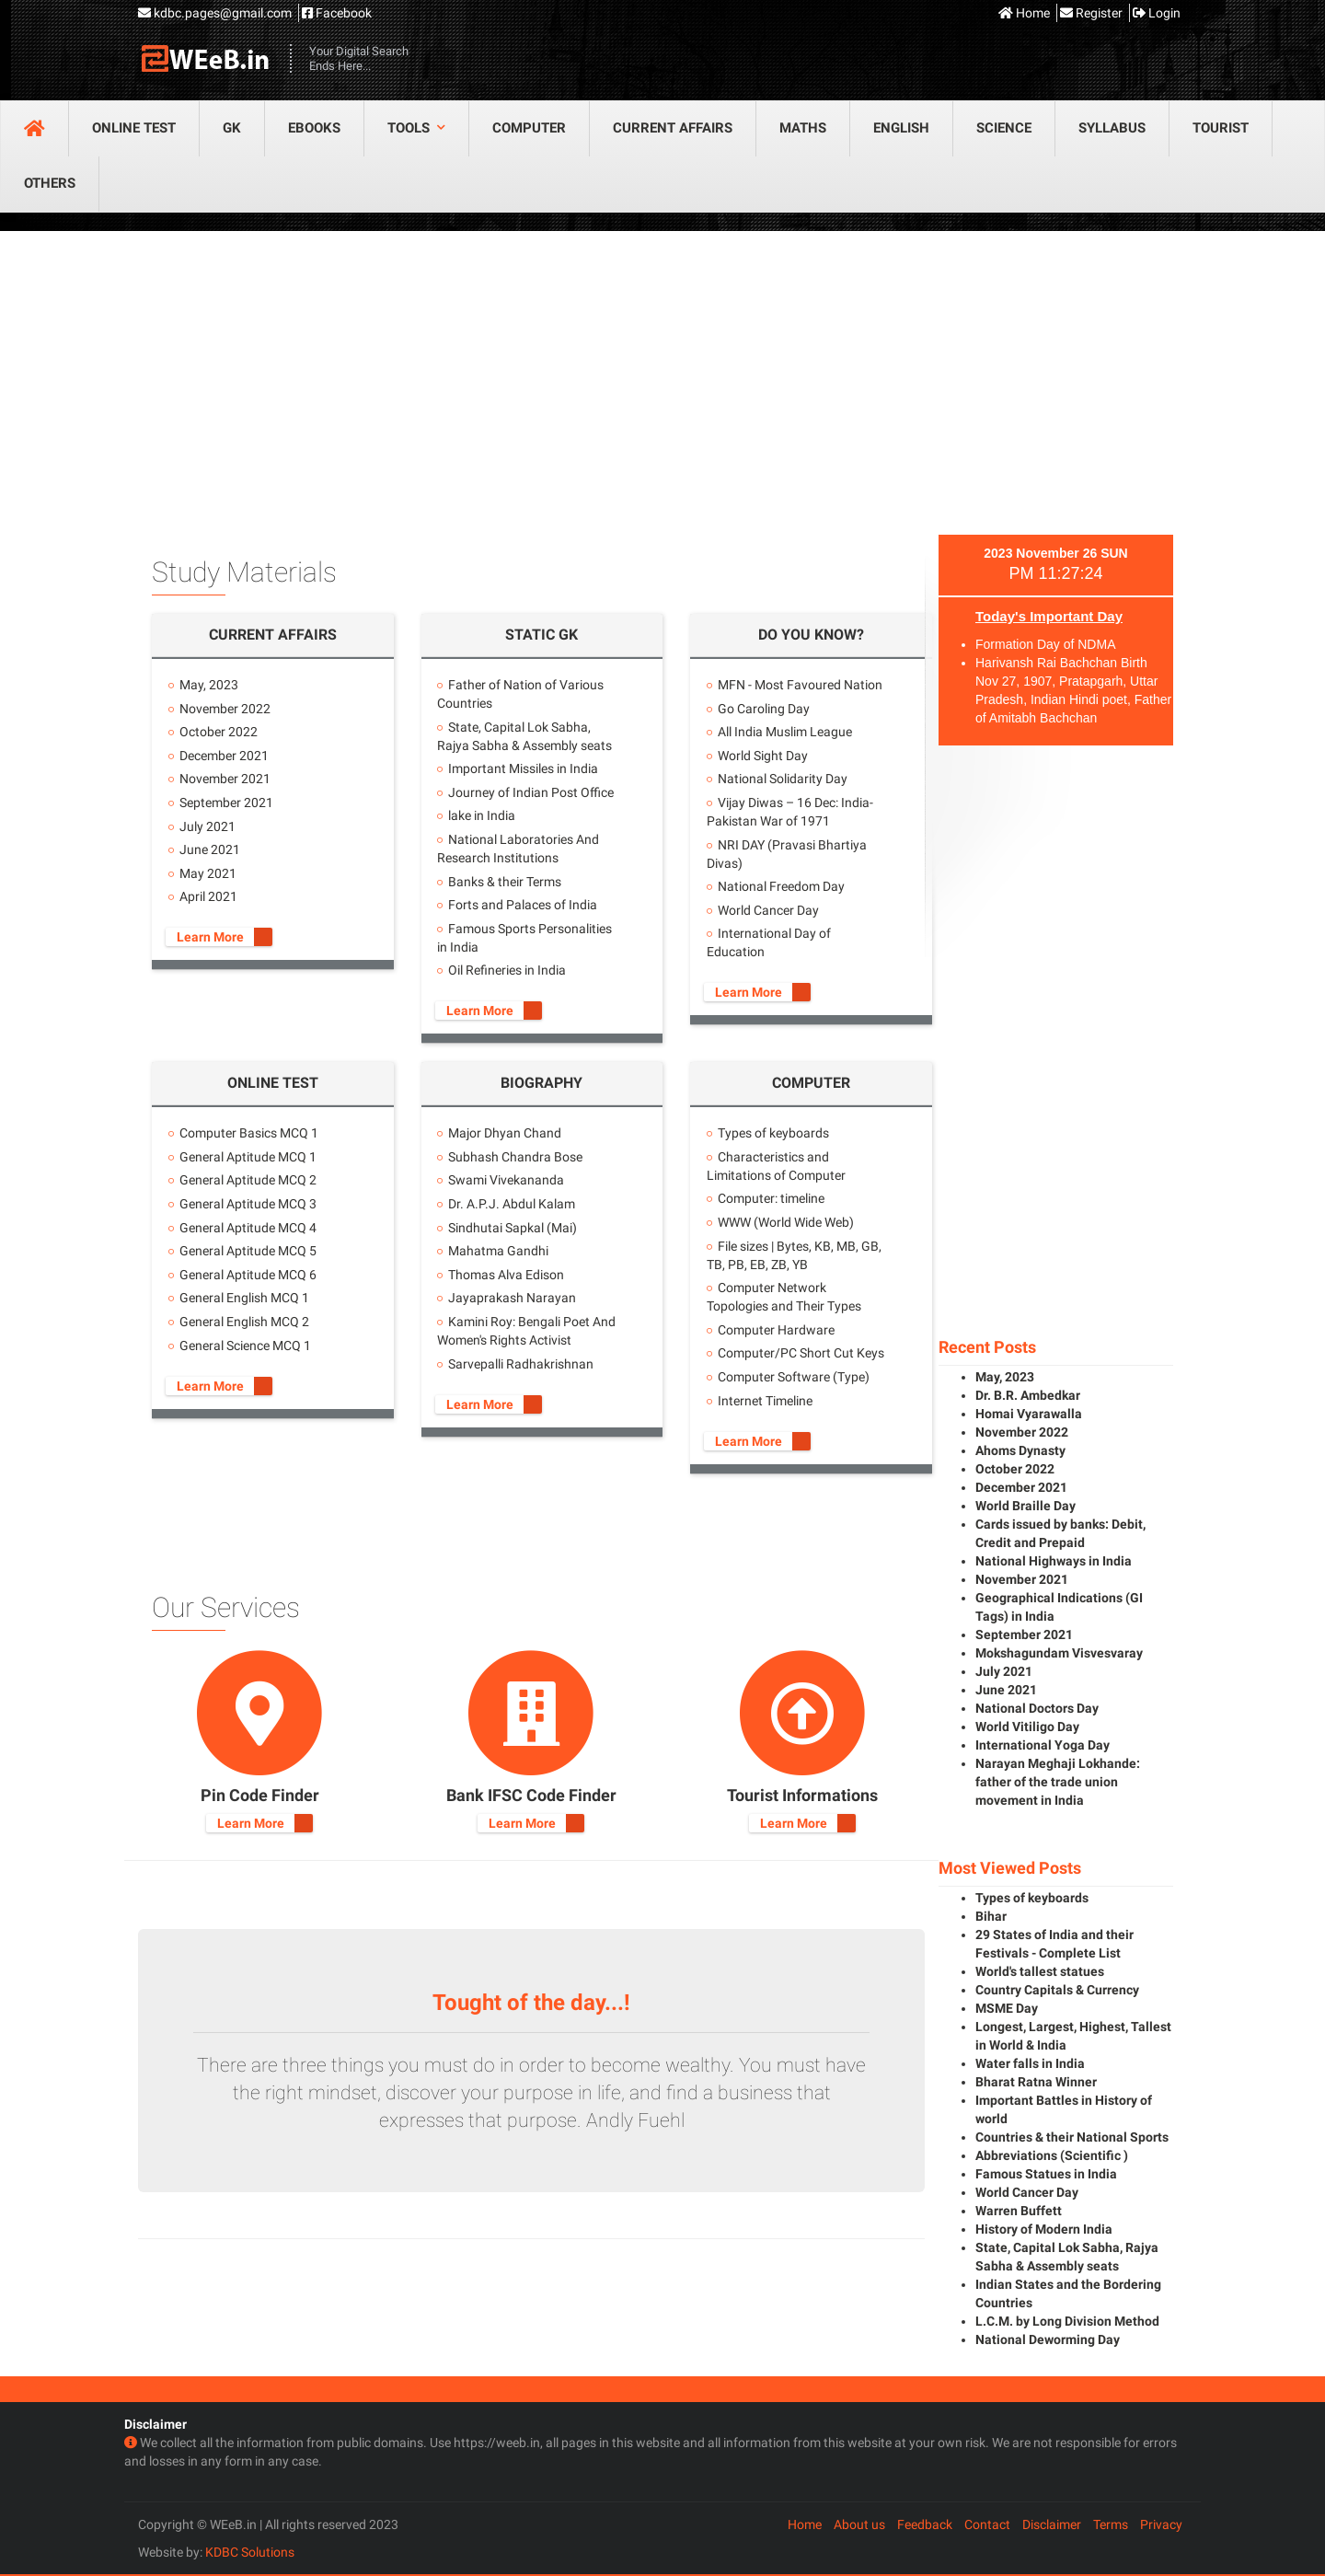 kdbc.pages@gmail.com Facebook
Home Register Login
WEeB.in
Your Digital Search
Ends Here...
ONLINE TEST GK EBOOKS TOOLS COMPUTER CURRENT AFFAIRS MATHS ENGLISH SCIENCE SYLLABUS TOURIST
OTHERS
Study Materials
CURRENT AFFAIRS
May, 2023
November 2022
October 2022
December 2021
November 2021
September 2021
July 2021
June 2021
May 2021
April 2021
Learn More
STATIC GK
Father of Nation of Various
Countries
State, Capital Lok Sabha,
Rajya Sabha & Assembly seats
Important Missiles in India
Journey of Indian Post Office
lake in India
National Laboratories And
Research Institutions
Banks & their Terms
Forts and Palaces of India
Famous Sports Personalities
in India
Oil Refineries in India
Learn More
DO YOU KNOW?
MFN - Most Favoured Nation
Go Caroling Day
All India Muslim League
World Sight Day
National Solidarity Day
Vijay Diwas – 16 Dec: India-
Pakistan War of 1971
NRI DAY (Pravasi Bhartiya
Divas)
National Freedom Day
World Cancer Day
International Day of
Education
Learn More
ONLINE TEST
Computer Basics MCQ 1
General Aptitude MCQ 1
General Aptitude MCQ 2
General Aptitude MCQ 3
General Aptitude MCQ 4
General Aptitude MCQ 5
General Aptitude MCQ 6
General English MCQ 1
General English MCQ 2
General Science MCQ 1
Learn More
BIOGRAPHY
Major Dhyan Chand
Subhash Chandra Bose
Swami Vivekananda
Dr. A.P.J. Abdul Kalam
Sindhutai Sapkal (Mai)
Mahatma Gandhi
Thomas Alva Edison
Jayaprakash Narayan
Kamini Roy: Bengali Poet And
Women's Rights Activist
Sarvepalli Radhakrishnan
Learn More
COMPUTER
Types of keyboards
Characteristics and
Limitations of Computer
Computer: timeline
WWW (World Wide Web)
File sizes | Bytes, KB, MB, GB,
TB, PB, EB, ZB, YB
Computer Network
Topologies and Their Types
Computer Hardware
Computer/PC Short Cut Keys
Computer Software (Type)
Internet Timeline
Learn More
Our Services
Pin Code Finder
Learn More
Bank IFSC Code Finder
Learn More
Tourist Informations
Learn More
Tought of the day...!
There are three things you must do in order to become wealthy. You must have
the right mindset, discover your purpose in life, and find a business that
expresses that purpose. Andly Fuehl
2023 November 26 SUN
PM 11:27:24
Today's Important Day
Formation Day of NDMA
Harivansh Rai Bachchan Birth
Nov 27, 1907, Pratapgarh, Uttar
Pradesh, Indian Hindi poet, Father
of Amitabh Bachchan
Recent Posts
May, 2023
Dr. B.R. Ambedkar
Homai Vyarawalla
November 2022
Ahoms Dynasty
October 2022
December 2021
World Braille Day
Cards issued by banks: Debit,
Credit and Prepaid
National Highways in India
November 2021
Geographical Indications (GI
Tags) in India
September 2021
Mokshagundam Visvesvaray
July 2021
June 2021
National Doctors Day
World Vitiligo Day
International Yoga Day
Narayan Meghaji Lokhande:
father of the trade union
movement in India
Most Viewed Posts
Types of keyboards
Bihar
29 States of India and their
Festivals - Complete List
World's tallest statues
Country Capitals & Currency
MSME Day
Longest, Largest, Highest, Tallest
in World & India
Water falls in India
Bharat Ratna Winner
Important Battles in History of
world
Countries & their National Sports
Abbreviations (Scientific )
Famous Statues in India
World Cancer Day
Warren Buffett
History of Modern India
State, Capital Lok Sabha, Rajya
Sabha & Assembly seats
Indian States and the Bordering
Countries
L.C.M. by Long Division Method
National Deworming Day
Disclaimer
We collect all the information from public domains. Use https://weeb.in, all pages in this website and all information from this website at your own risk. We are not responsible for errors
and losses in any form in any case.
Copyright © WEeB.in | All rights reserved 2023
Home About us Feedback Contact Disclaimer Terms Privacy
Website by: KDBC Solutions